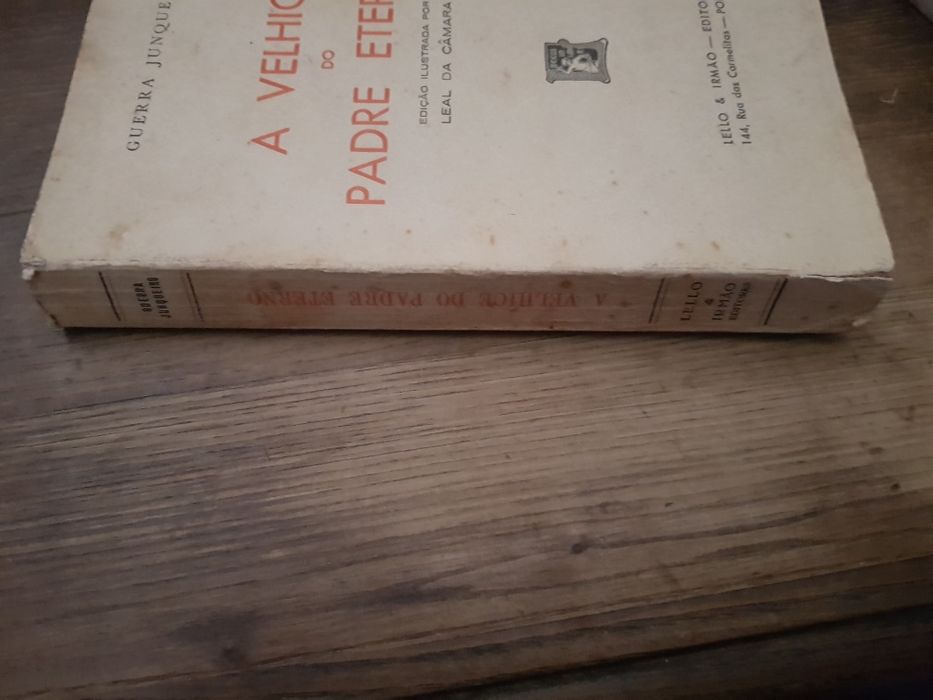 GUERRA JUNQUE
A VELHIC
DO
PADRE ETER
EDIÇÃO ILUSTRADA POR
LEAL DA CÂMARA
LELLO & IRMÃO — EDITO
144, Rua das Carmelitas — PO
GUERRA
JUNQUEIRO
A VELHICE DO PADRE ETERNO
LELLO
&
IRMÃO
EDITORES